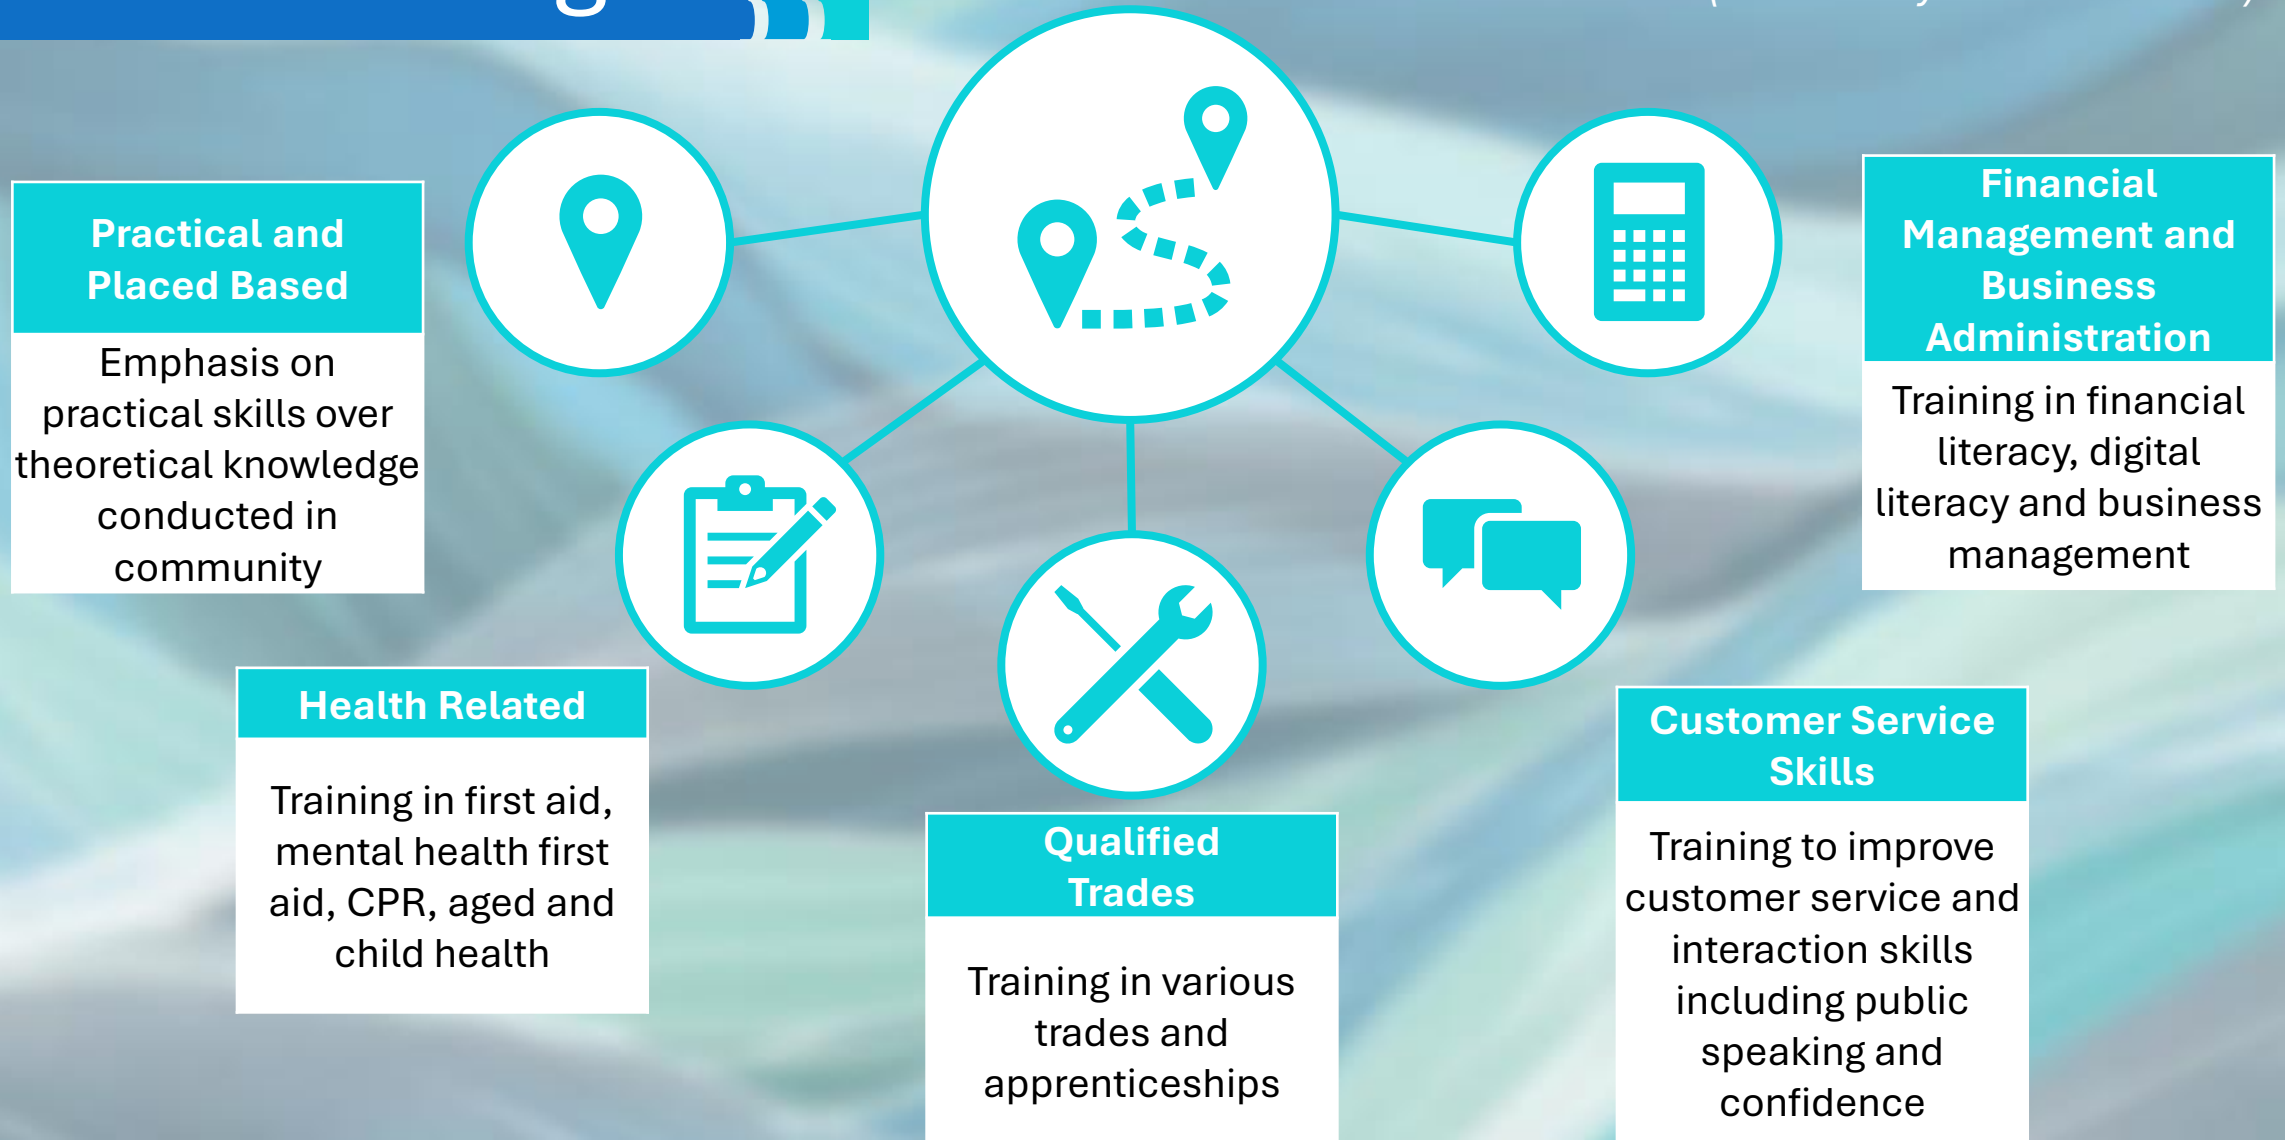 Practical and
Placed Based
Emphasis on
practical skills over
theoretical knowledge
conducted in
community
Health Related
Training in first aid,
mental health first
aid, CPR, aged and
child health
Qualified
Trades
Training in various
trades and
apprenticeships
Customer Service
Skills
Training to improve
customer service and
interaction skills
including public
speaking and
confidence
Financial
Management and
Business
Administration
Training in financial
literacy, digital
literacy and business
management